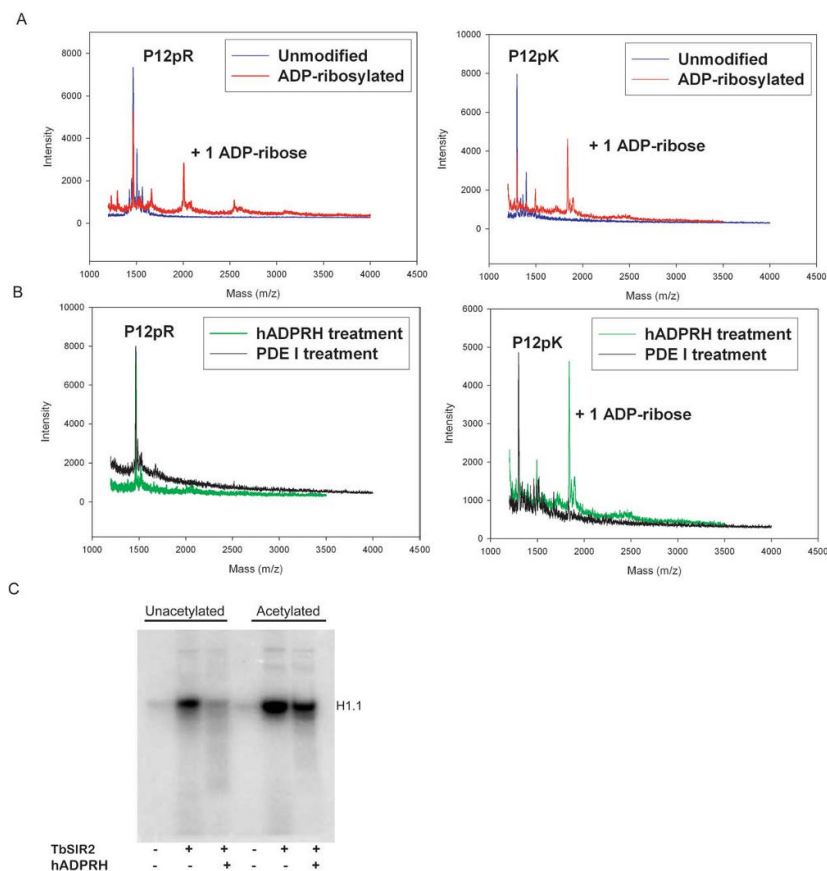 A
P12pR
Unmodified
ADP-ribosylated
+ 1 ADP-ribose
Intensity
8000
6000
4000
2000
0
1000 1500 2000 2500 3000 3500 4000 4500
Mass (m/z)
P12pK
Unmodified
ADP-ribosylated
+ 1 ADP-ribose
Intensity
10000
8000
6000
4000
2000
0
1000 1500 2000 2500 3000 3500 4000 4500
Mass (m/z)
B
P12pR
hADPRH treatment
PDE I treatment
Intensity
10000
8000
6000
4000
2000
0
1000 1500 2000 2500 3000 3500 4000 4500
Mass (m/z)
P12pK
hADPRH treatment
PDE I treatment
+ 1 ADP-ribose
Intensity
6000
5000
4000
3000
2000
1000
0
1000 1500 2000 2500 3000 3500 4000 4500
Mass (m/z)
C
Unacetylated Acetylated
H1.1
TbSIR2 - + + - + +
hADPRH - - + - - +